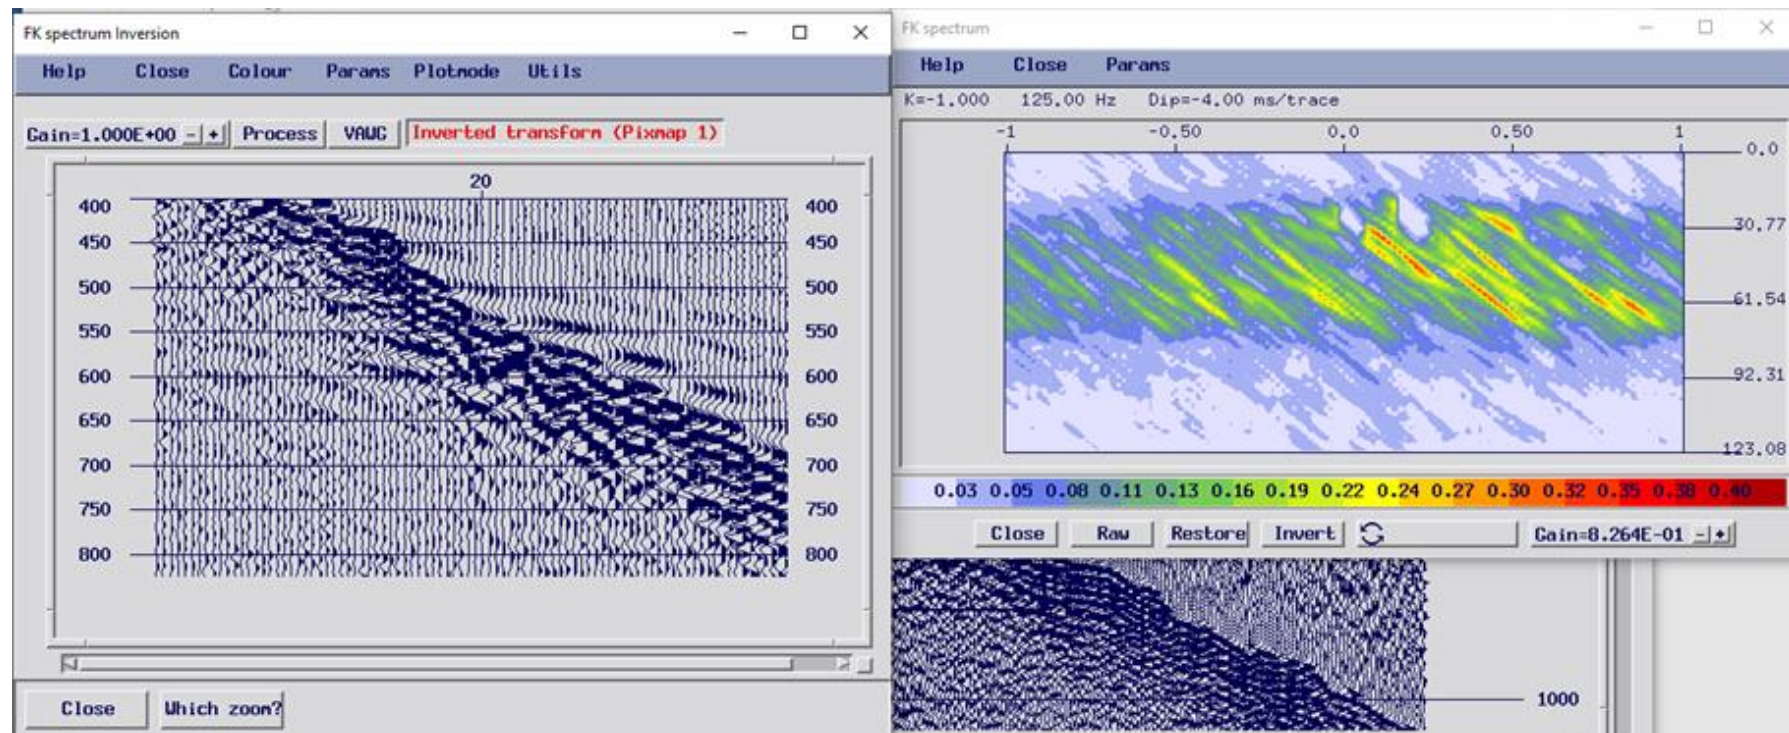 FK spectrum Inversion
Help Close Colour Params Plotmode Utils
Gain=1.000E+00 - + Process VAWG Inverted transform (Pixmap 1)
20
400 400
450 450
500 500
550 550
600 600
650 650
700 700
750 750
800 800
Close Which zoom?
FK spectrum
Help Close Params
K=-1.000 125.00 Hz Dip=-4.00 ms/trace
-1 -0.50 0.0 0.50 1
0.0
30.77
61.54
92.31
123.08
0.03 0.05 0.08 0.11 0.13 0.16 0.19 0.22 0.24 0.27 0.30 0.32 0.35 0.38 0.40
Close Raw Restore Invert Gain=8.264E-01 - +
1000